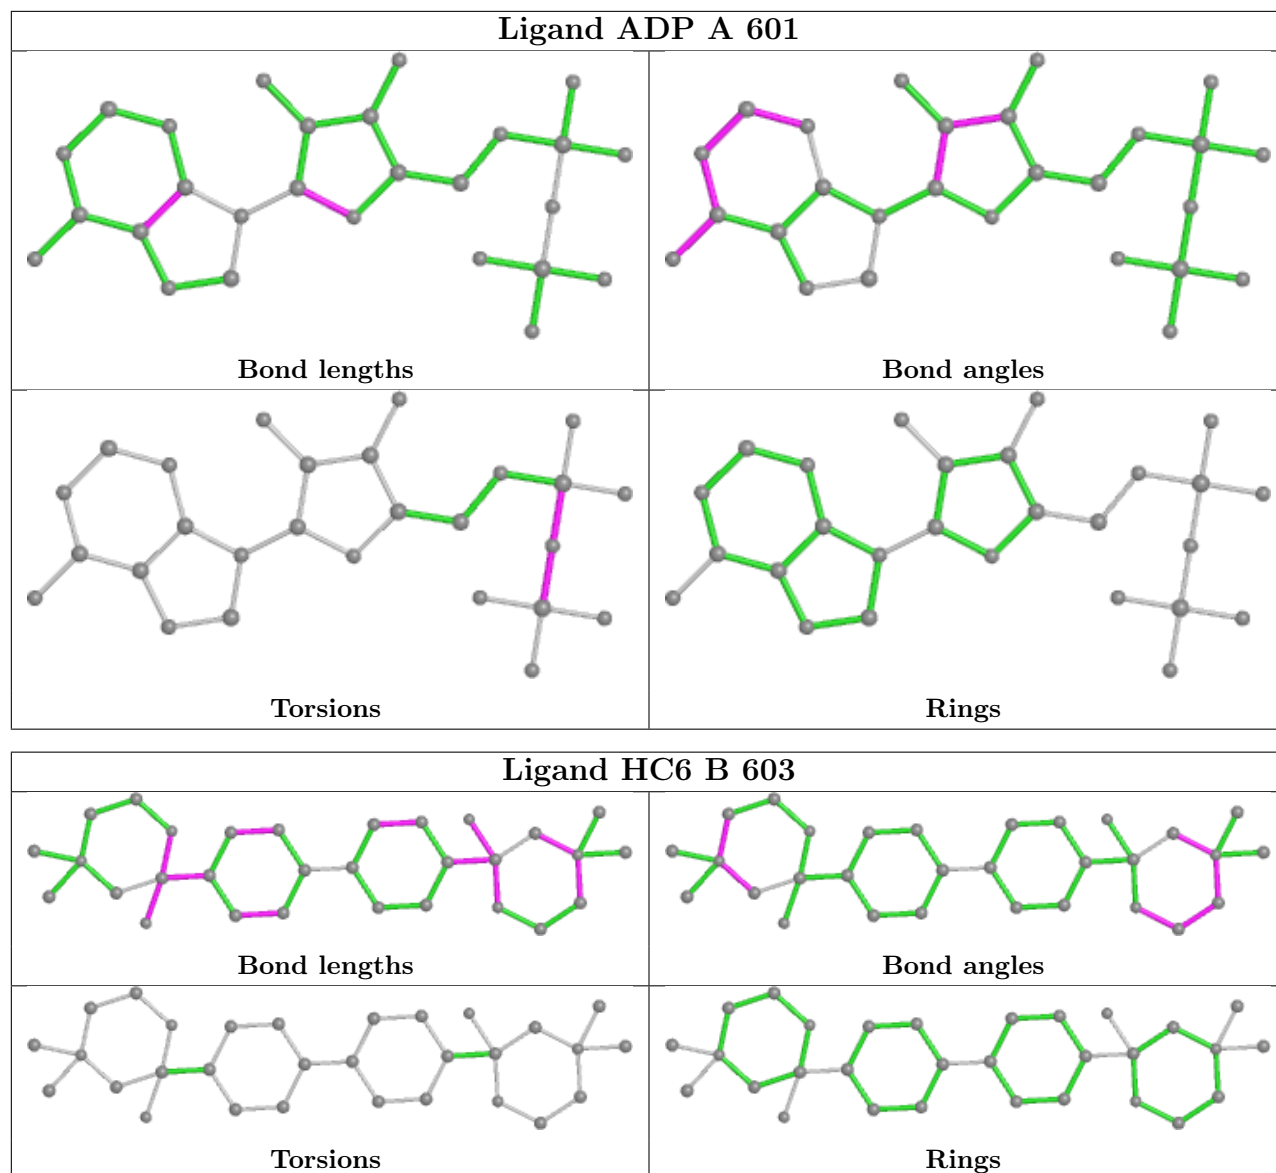 Ligand ADP A 601
Bond lengths
Bond angles
Torsions
Rings
Ligand HC6 B 603
Bond lengths
Bond angles
Torsions
Rings